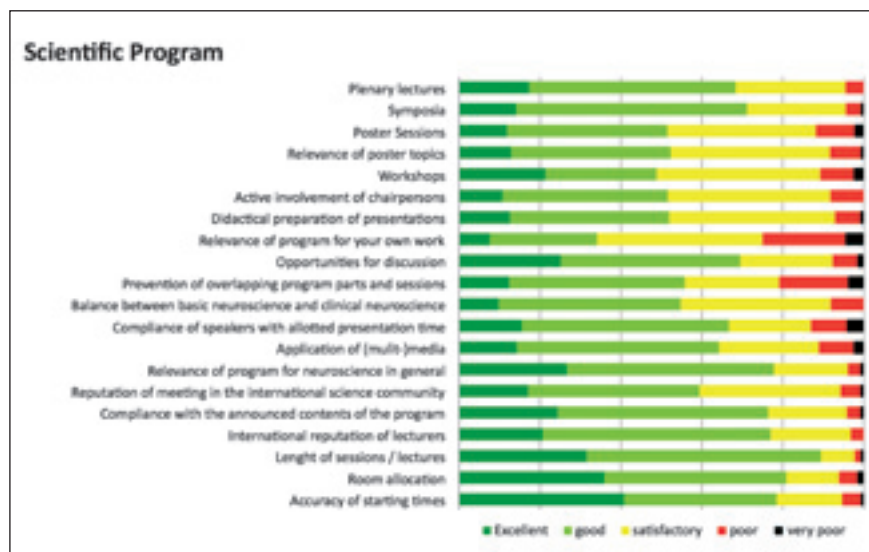 Scientific Program
Plenary lectures
Symposia
Poster Sessions
Relevance of poster topics
Workshops
Active involvement of chairpersons
Didactical preparation of presentations
Relevance of program for your own work
Opportunities for discussion
Prevention of overlapping program parts and sessions
Balance between basic neuroscience and clinical neuroscience
Compliance of speakers with allotted presentation time
Application of (mulit-)media
Relevance of program for neuroscience in general
Reputation of meeting in the international science community
Compliance with the announced contents of the program
International reputation of lecturers
Lenght of sessions / lectures
Room allocation
Accuracy of starting times
Excellent good satisfactory poor very poor